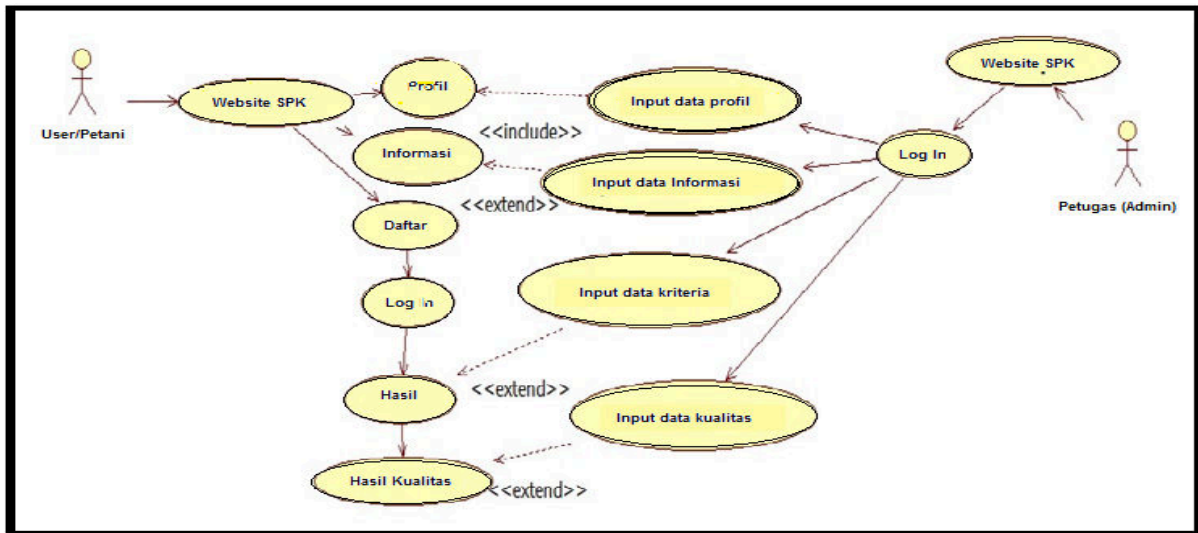 Website SPK
Profil
Website SPK
Input data profil
User/Petani
<<include>>
Informasi
Log In
Input data Informasi
<<extend>>
Petugas (Admin)
Daftar
Input data kriteria
Log In
Hasil
<<extend>>
Input data kualitas
Hasil Kualitas
<<extend>>